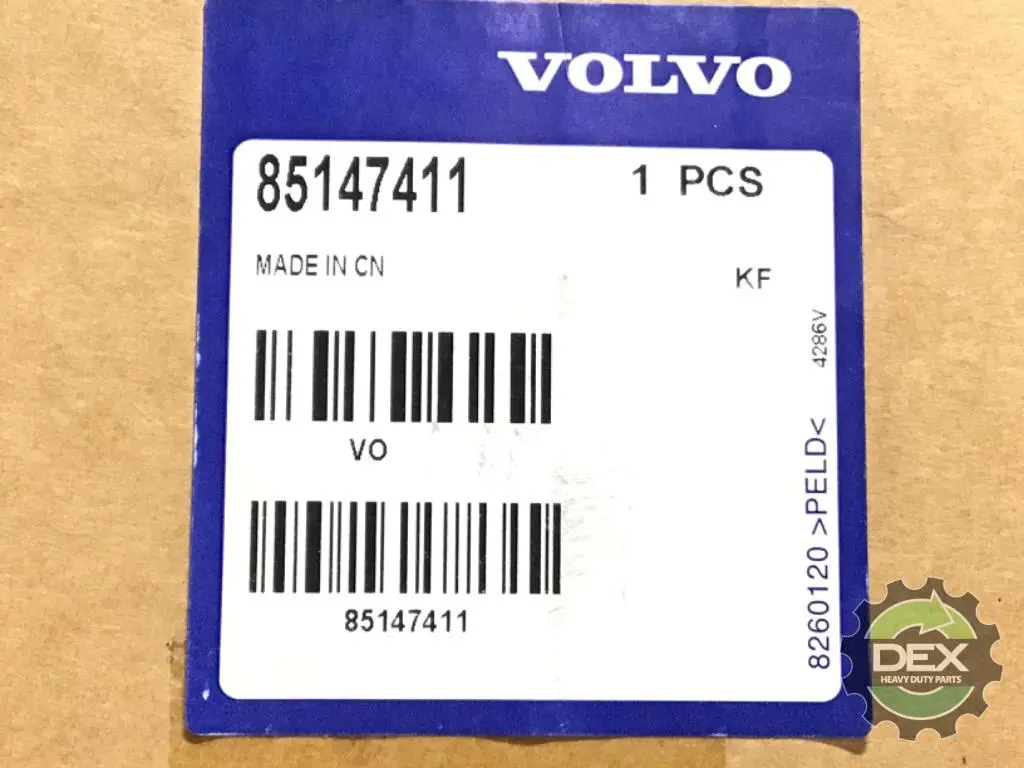 VOLVO
85147411
1 PCS
MADE IN CN
KF
4286V
VO
85147411
8260120 >PELD<
DEX
HEAVY DUTY PARTS